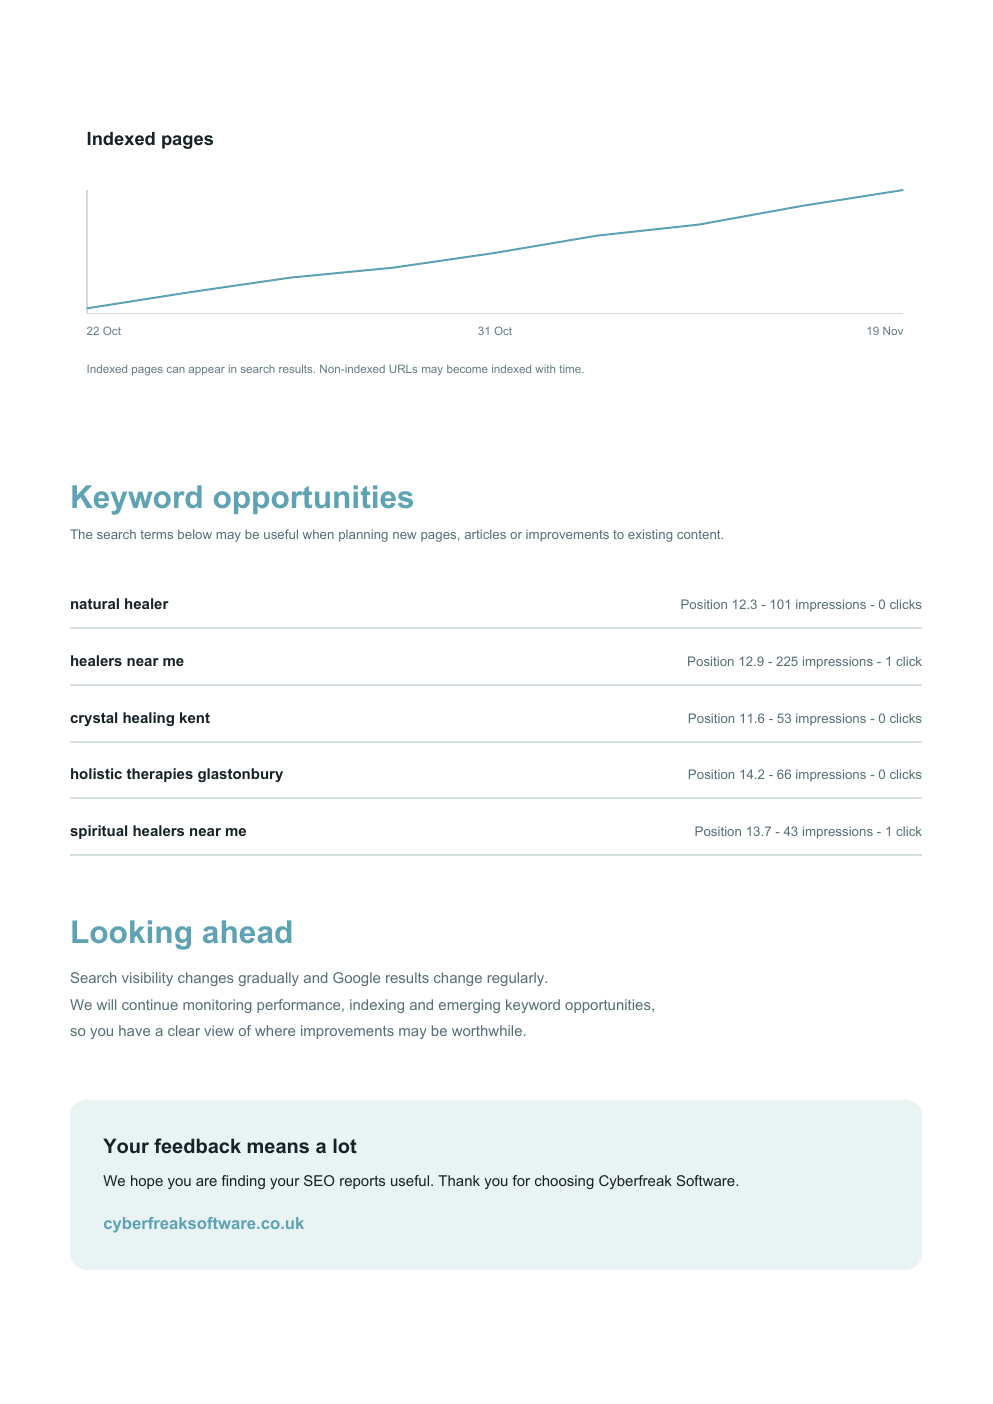 Indexed pages
22 Oct 31 Oct 19 Nov
Indexed pages can appear in search results. Non-indexed URLs may become indexed with time.
Keyword opportunities
The search terms below may be useful when planning new pages, articles or improvements to existing content.
natural healer Position 12.3 - 101 impressions - 0 clicks
healers near me Position 12.9 - 225 impressions - 1 click
crystal healing kent Position 11.6 - 53 impressions - 0 clicks
holistic therapies glastonbury Position 14.2 - 66 impressions - 0 clicks
spiritual healers near me Position 13.7 - 43 impressions - 1 click
Looking ahead
Search visibility changes gradually and Google results change regularly.
We will continue monitoring performance, indexing and emerging keyword opportunities,
so you have a clear view of where improvements may be worthwhile.
Your feedback means a lot
We hope you are finding your SEO reports useful. Thank you for choosing Cyberfreak Software.
cyberfreaksoftware.co.uk